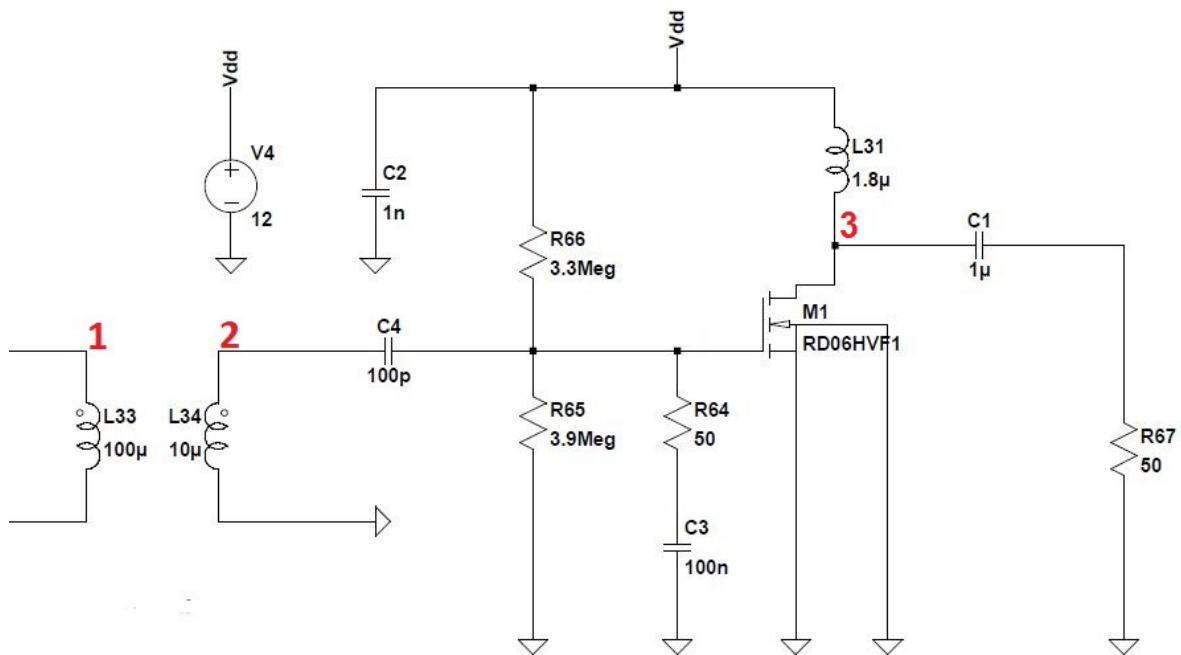 Vdd
Vdd
V4
12
C2
1n
R66
3.3Meg
L31
1.8µ
3
C1
1µ
M1
RD06HVF1
1
2
C4
100p
L33
100µ
L34
10µ
R65
3.9Meg
R64
50
R67
50
C3
100n